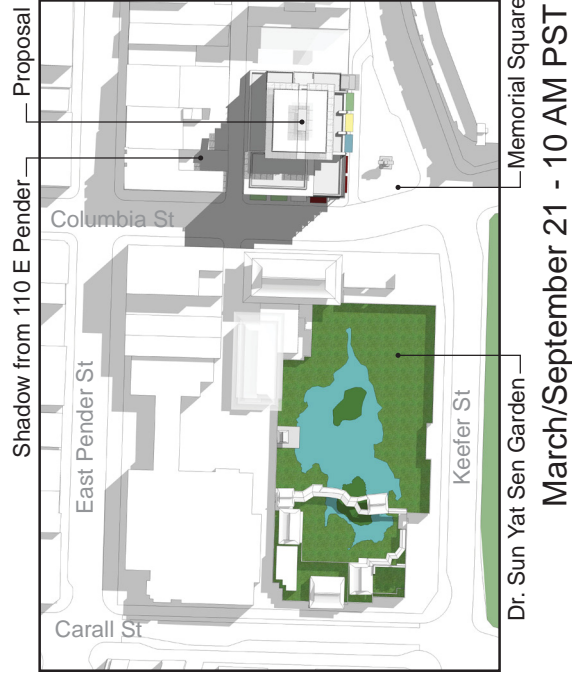 Shadow from 110 E Pender
Proposal
Columbia St
East Pender St
Keefer St
Carall St
Dr. Sun Yat Sen Garden
Memorial Square
March/September 21 - 10 AM PST